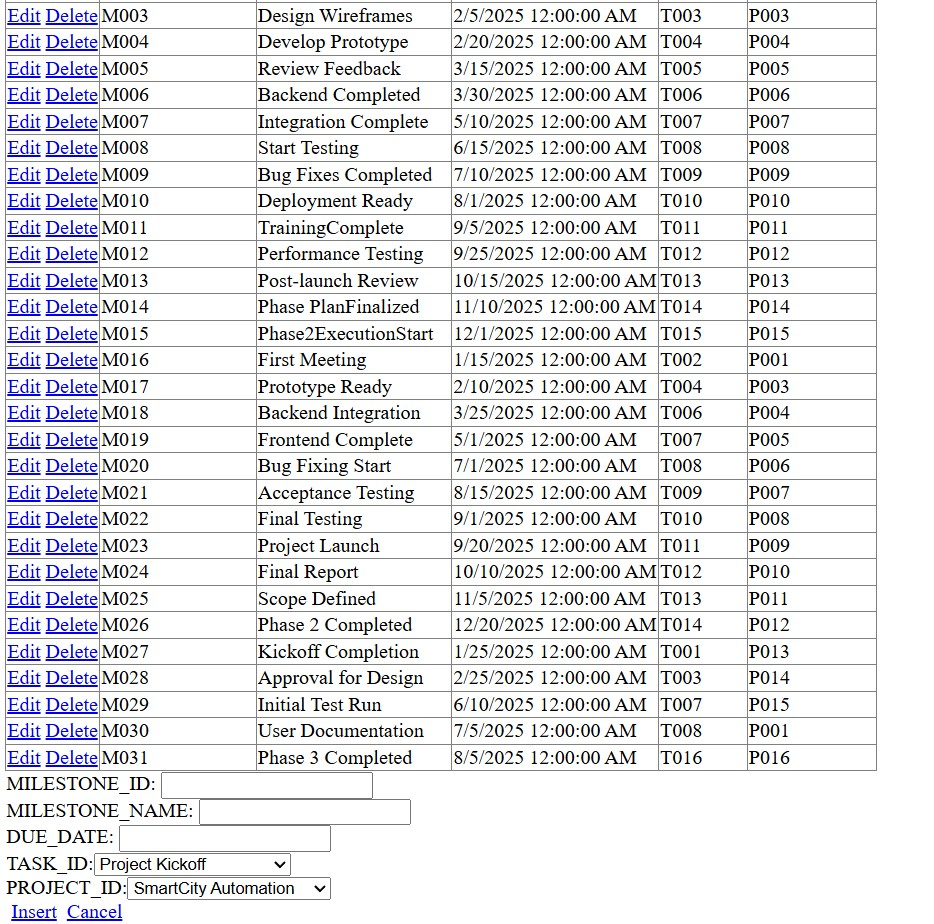 Edit Delete M003 Design Wireframes 2/5/2025 12:00:00 AM T003 P003
Edit Delete M004 Develop Prototype 2/20/2025 12:00:00 AM T004 P004
Edit Delete M005 Review Feedback 3/15/2025 12:00:00 AM T005 P005
Edit Delete M006 Backend Completed 3/30/2025 12:00:00 AM T006 P006
Edit Delete M007 Integration Complete 5/10/2025 12:00:00 AM T007 P007
Edit Delete M008 Start Testing 6/15/2025 12:00:00 AM T008 P008
Edit Delete M009 Bug Fixes Completed 7/10/2025 12:00:00 AM T009 P009
Edit Delete M010 Deployment Ready 8/1/2025 12:00:00 AM T010 P010
Edit Delete M011 TrainingComplete 9/5/2025 12:00:00 AM T011 P011
Edit Delete M012 Performance Testing 9/25/2025 12:00:00 AM T012 P012
Edit Delete M013 Post-launch Review 10/15/2025 12:00:00 AM T013 P013
Edit Delete M014 Phase PlanFinalized 11/10/2025 12:00:00 AM T014 P014
Edit Delete M015 Phase2ExecutionStart 12/1/2025 12:00:00 AM T015 P015
Edit Delete M016 First Meeting 1/15/2025 12:00:00 AM T002 P001
Edit Delete M017 Prototype Ready 2/10/2025 12:00:00 AM T004 P003
Edit Delete M018 Backend Integration 3/25/2025 12:00:00 AM T006 P004
Edit Delete M019 Frontend Complete 5/1/2025 12:00:00 AM T007 P005
Edit Delete M020 Bug Fixing Start 7/1/2025 12:00:00 AM T008 P006
Edit Delete M021 Acceptance Testing 8/15/2025 12:00:00 AM T009 P007
Edit Delete M022 Final Testing 9/1/2025 12:00:00 AM T010 P008
Edit Delete M023 Project Launch 9/20/2025 12:00:00 AM T011 P009
Edit Delete M024 Final Report 10/10/2025 12:00:00 AM T012 P010
Edit Delete M025 Scope Defined 11/5/2025 12:00:00 AM T013 P011
Edit Delete M026 Phase 2 Completed 12/20/2025 12:00:00 AM T014 P012
Edit Delete M027 Kickoff Completion 1/25/2025 12:00:00 AM T001 P013
Edit Delete M028 Approval for Design 2/25/2025 12:00:00 AM T003 P014
Edit Delete M029 Initial Test Run 6/10/2025 12:00:00 AM T007 P015
Edit Delete M030 User Documentation 7/5/2025 12:00:00 AM T008 P001
Edit Delete M031 Phase 3 Completed 8/5/2025 12:00:00 AM T016 P016
MILESTONE_ID:
MILESTONE_NAME:
DUE_DATE:
TASK_ID: Project Kickoff
PROJECT_ID: SmartCity Automation
Insert Cancel